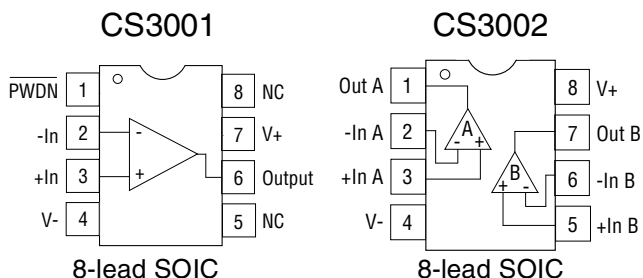 CS3001
CS3002
PWDN 1
8 NC
-In 2
-
7 V+
+In 3
+
6 Output
V- 4
5 NC
8-lead SOIC
Out A 1
8 V+
A
-In A 2
- +
7 Out B
+In A 3
B
+ -
6 -In B
V- 4
5 +In B
8-lead SOIC